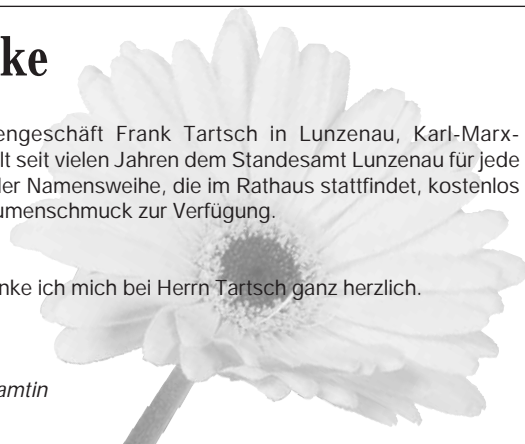 ke
engeschäft Frank Tartsch in Lunzenau, Karl-Marx-
lt seit vielen Jahren dem Standesamt Lunzenau für jede
der Namensweihe, die im Rathaus stattfindet, kostenlos
umenschmuck zur Verfügung.
nke ich mich bei Herrn Tartsch ganz herzlich.
amtin